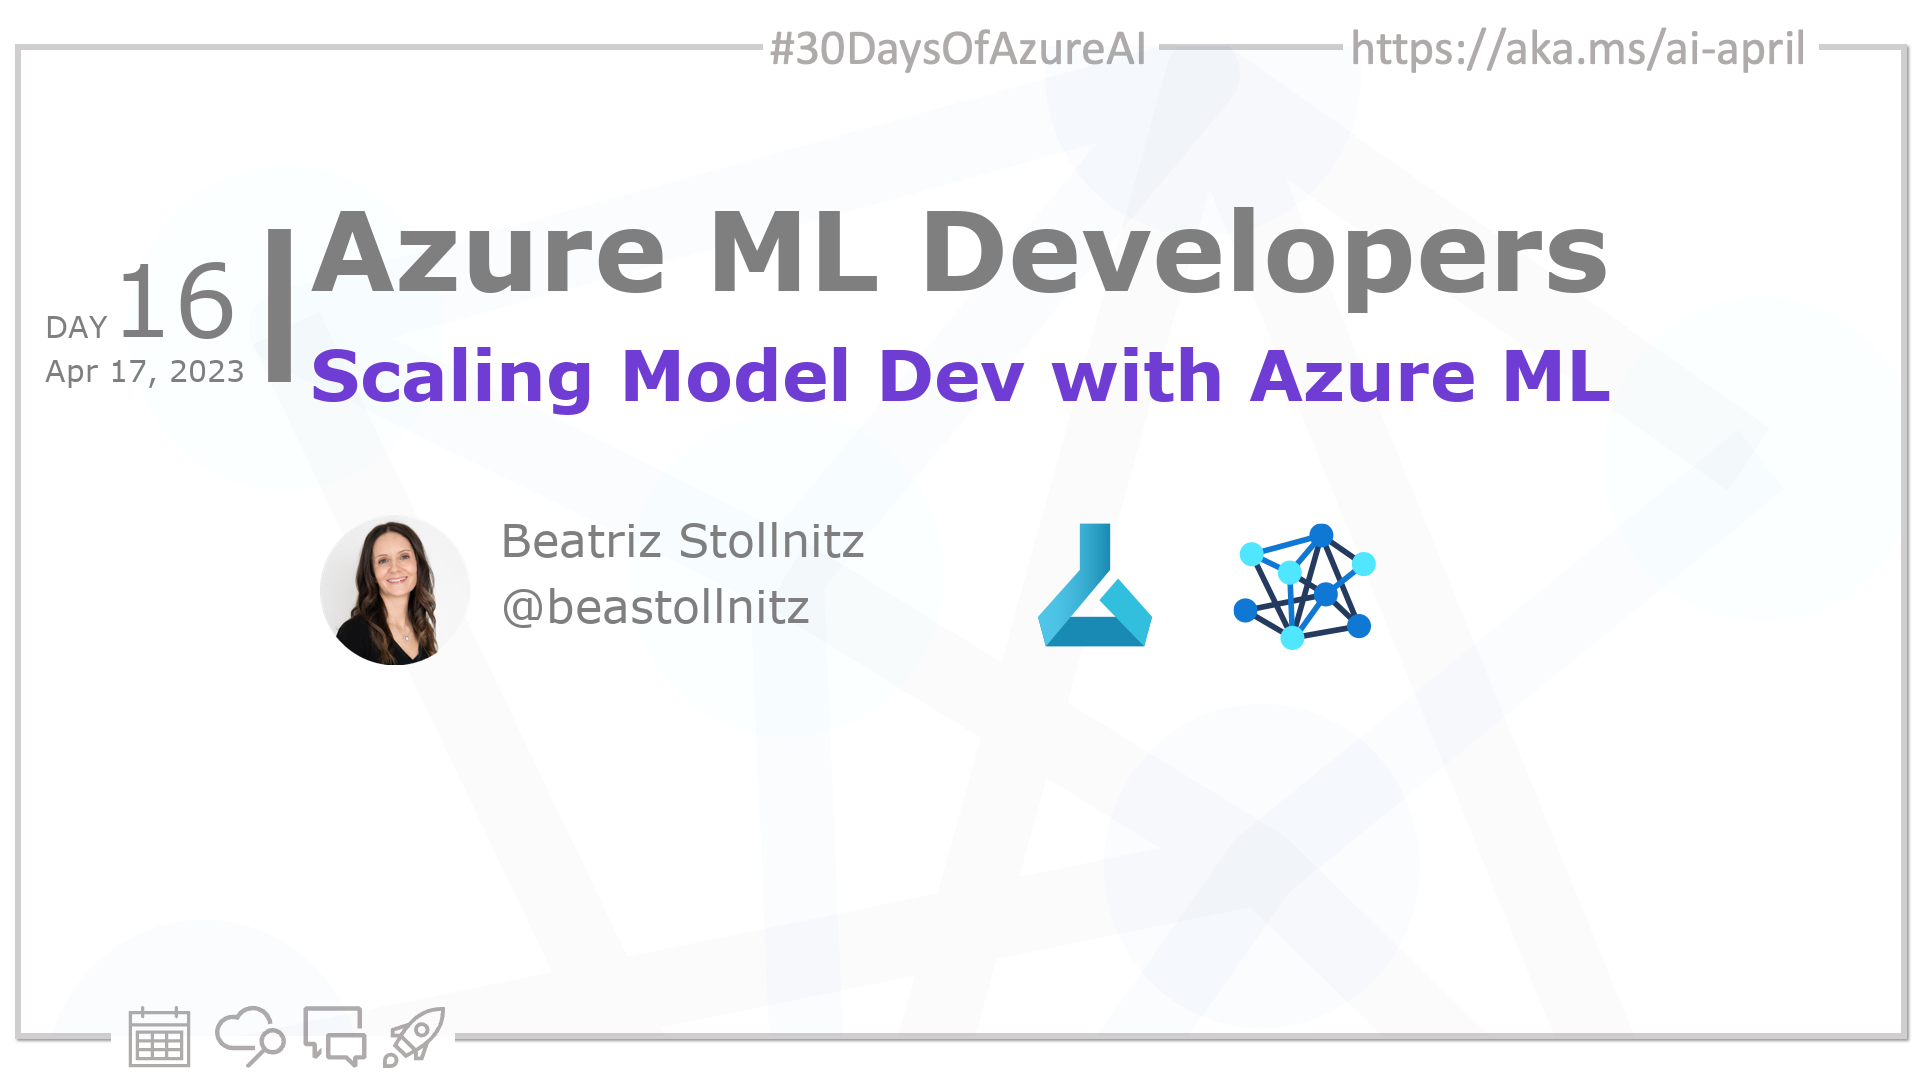 #30DaysOfAzureAI
https://aka.ms/ai-april
Azure ML Developers
DAY 16
Apr 17, 2023
Scaling Model Dev with Azure ML
Beatriz Stollnitz
@beastollnitz